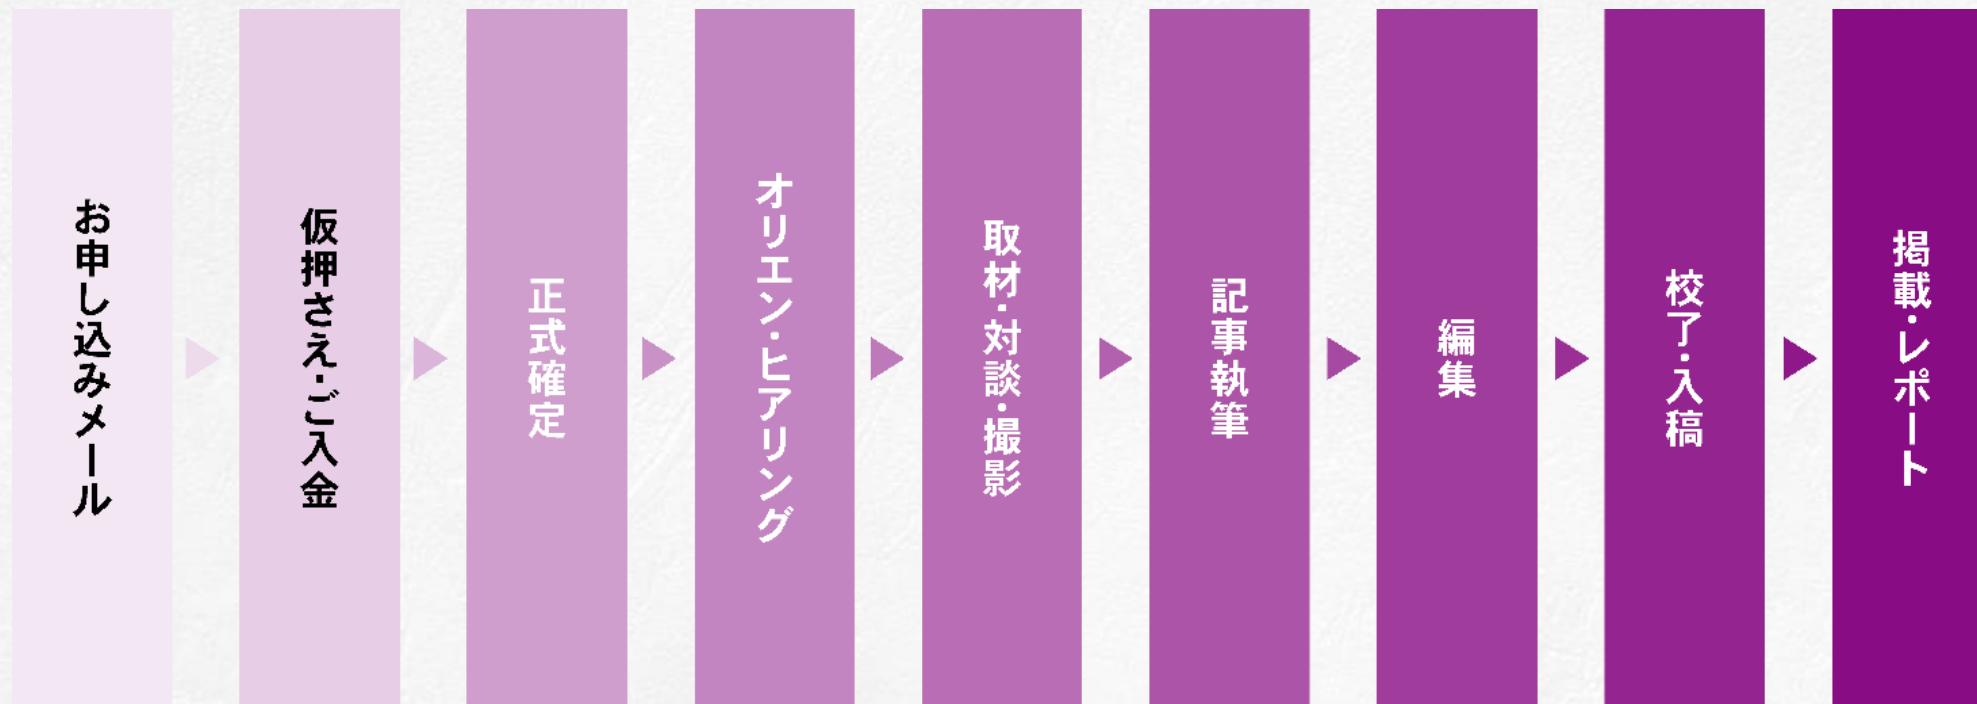 お申し込みメール
仮押さえ・ご入金
正式確定
オリエン・ヒアリング
取材・対談・撮影
記事執筆
編集
校了・入稿
掲載・レポート